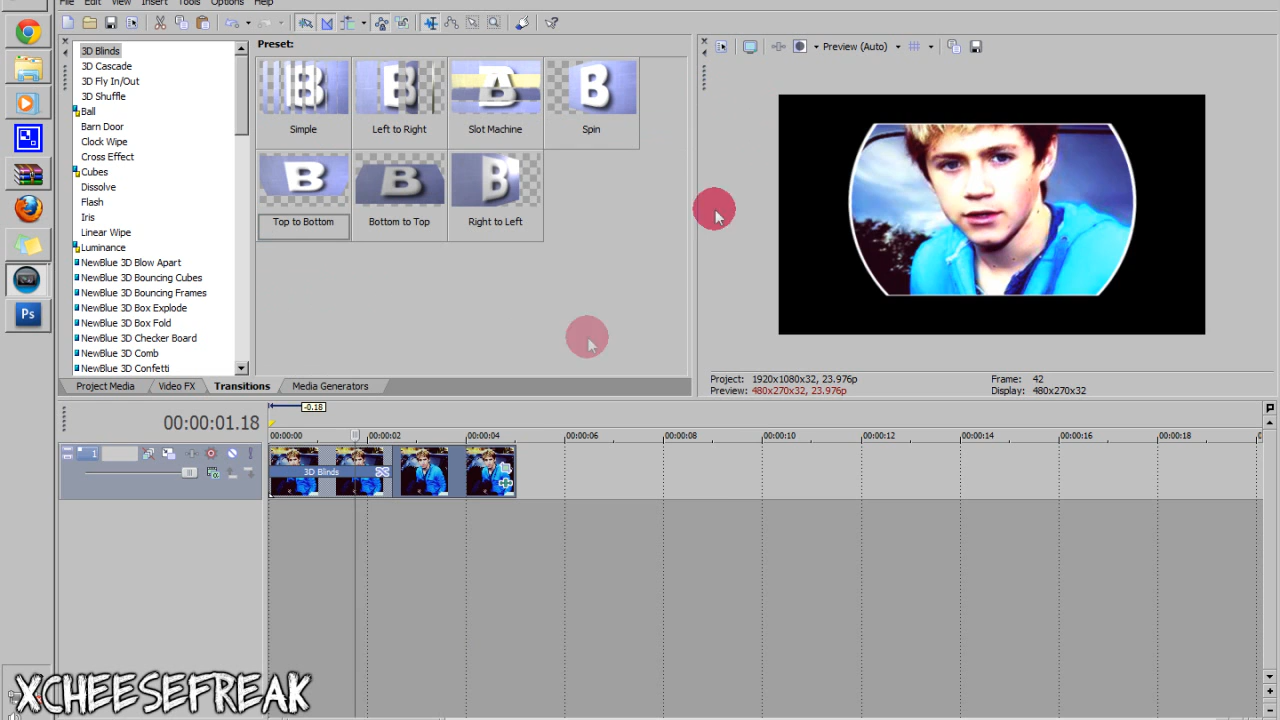 File Edit View Insert Tools Options Help
3D Blinds
3D Cascade
3D Fly In/Out
3D Shuffle
Ball
Barn Door
Clock Wipe
Cross Effect
Cubes
Dissolve
Flash
Iris
Linear Wipe
Luminance
NewBlue 3D Blow Apart
NewBlue 3D Bouncing Cubes
NewBlue 3D Bouncing Frames
NewBlue 3D Box Explode
NewBlue 3D Box Fold
NewBlue 3D Checker Board
NewBlue 3D Comb
NewBlue 3D Confetti
Preset:
B B B
Simple Left to Right Slot Machine Spin
B B B
Top to Bottom Bottom to Top Right to Left
Preview (Auto)
Project Media Video FX Transitions Media Generators
Project: 1920x1080x32, 23.976p Frame: 42
Preview: 480x270x32, 23.976p Display: 480x270x32
-0.18
00:00:01.18
00:00:00 00:00:02 00:00:04 00:00:06 00:00:08 00:00:10 00:00:12 00:00:14 00:00:16 00:00:18
1
3D Blinds
Ps
XCHEESEFREAK